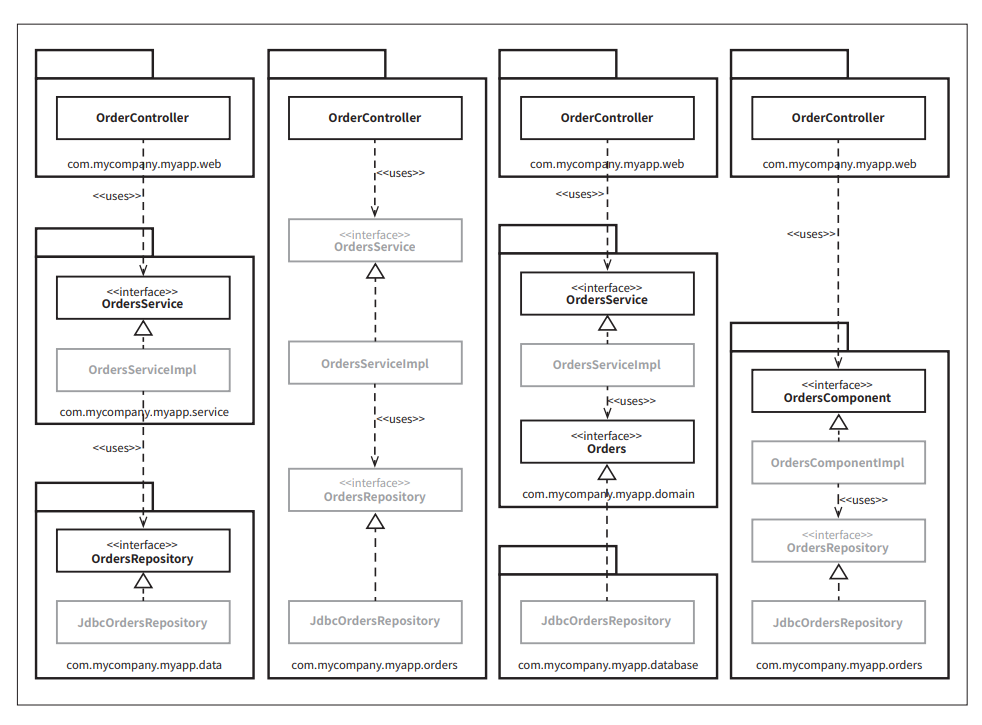 OrderController
com.mycompany.myapp.web
<<uses>>
<<interface>>
OrdersService
OrdersServiceImpl
com.mycompany.myapp.service
<<uses>>
<<interface>>
OrdersRepository
JdbcOrdersRepository
com.mycompany.myapp.data
OrderController
<<uses>>
<<interface>>
OrdersService
OrdersServiceImpl
<<uses>>
<<interface>>
OrdersRepository
JdbcOrdersRepository
com.mycompany.myapp.orders
OrderController
com.mycompany.myapp.web
<<uses>>
<<interface>>
OrdersService
OrdersServiceImpl
<<uses>>
<<interface>>
Orders
com.mycompany.myapp.domain
JdbcOrdersRepository
com.mycompany.myapp.database
OrderController
com.mycompany.myapp.web
<<uses>>
<<interface>>
OrdersComponent
OrdersComponentImpl
<<uses>>
<<interface>>
OrdersRepository
JdbcOrdersRepository
com.mycompany.myapp.orders